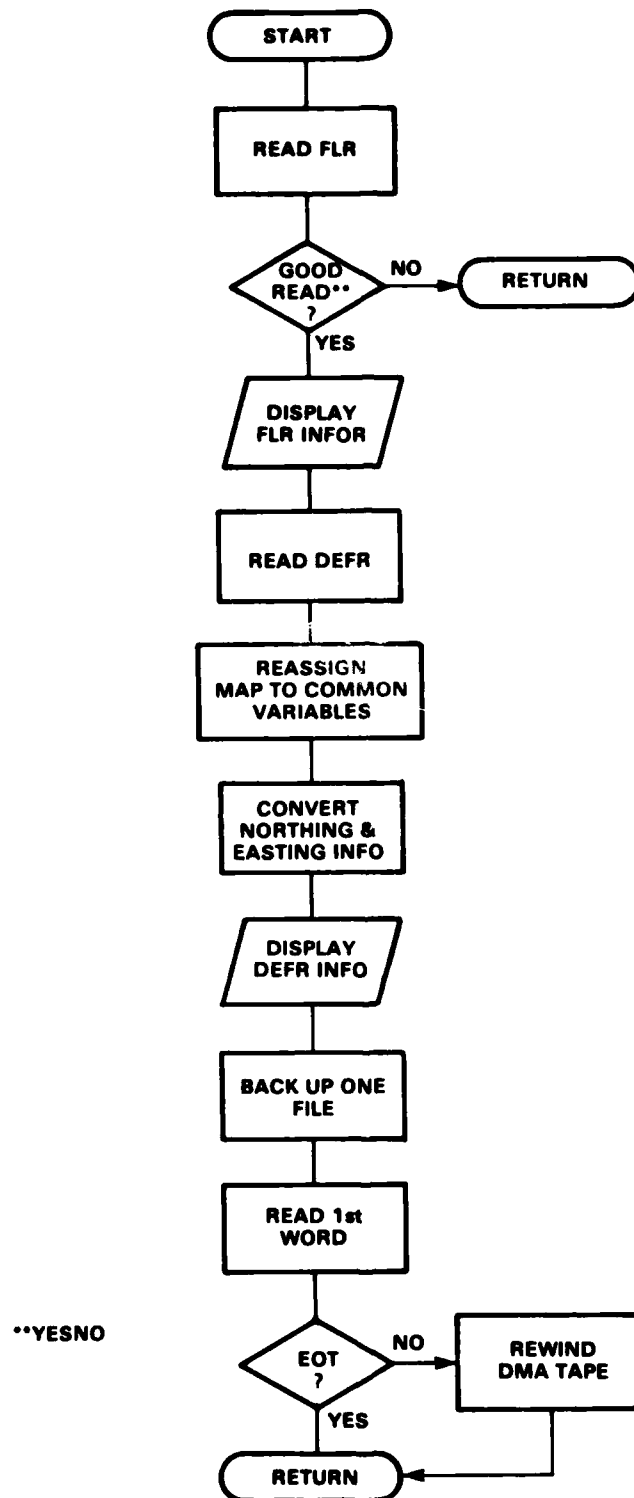 START
READ FLR
GOOD
READ**
?
NO
RETURN
YES
DISPLAY
FLR INFOR
READ DEFR
REASSIGN
MAP TO COMMON
VARIABLES
CONVERT
NORTHING &
EASTING INFO
DISPLAY
DEFR INFO
BACK UP ONE
FILE
READ 1st
WORD
**YESNO
EOT
?
NO
REWIND
DMA TAPE
YES
RETURN